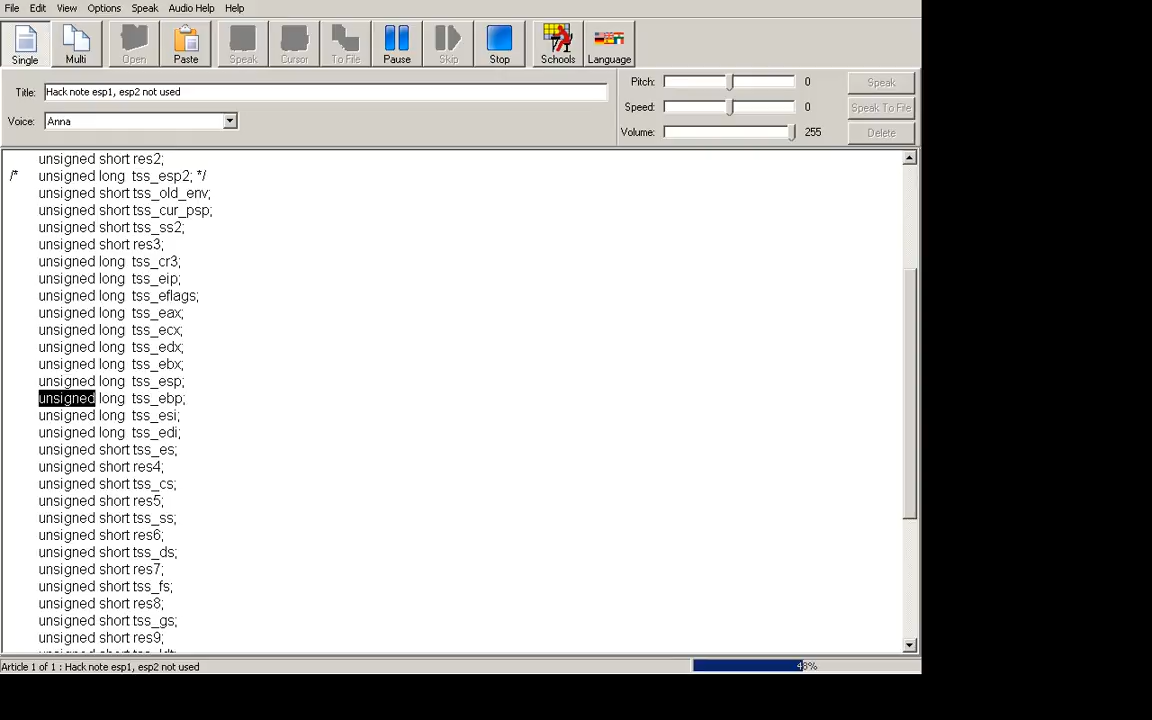 File Edit View Options Speak Audio Help Help
Single Multi Open Paste Speak Cursor To File Pause Skip Stop Schools Language
Title: Hack note esp1, esp2 not used
Voice: Anna
Pitch: 0 Speak
Speed: 0 Speak To File
Volume: 255 Delete
unsigned short res2;
/* unsigned long tss_esp2; */
unsigned short tss_old_env;
unsigned short tss_cur_psp;
unsigned short tss_ss2;
unsigned short res3;
unsigned long tss_cr3;
unsigned long tss_eip;
unsigned long tss_eflags;
unsigned long tss_eax;
unsigned long tss_ecx;
unsigned long tss_edx;
unsigned long tss_ebx;
unsigned long tss_esp;
unsigned long tss_ebp;
unsigned long tss_esi;
unsigned long tss_edi;
unsigned short tss_es;
unsigned short res4;
unsigned short tss_cs;
unsigned short res5;
unsigned short tss_ss;
unsigned short res6;
unsigned short tss_ds;
unsigned short res7;
unsigned short tss_fs;
unsigned short res8;
unsigned short tss_gs;
unsigned short res9;
Article 1 of 1 : Hack note esp1, esp2 not used 48%